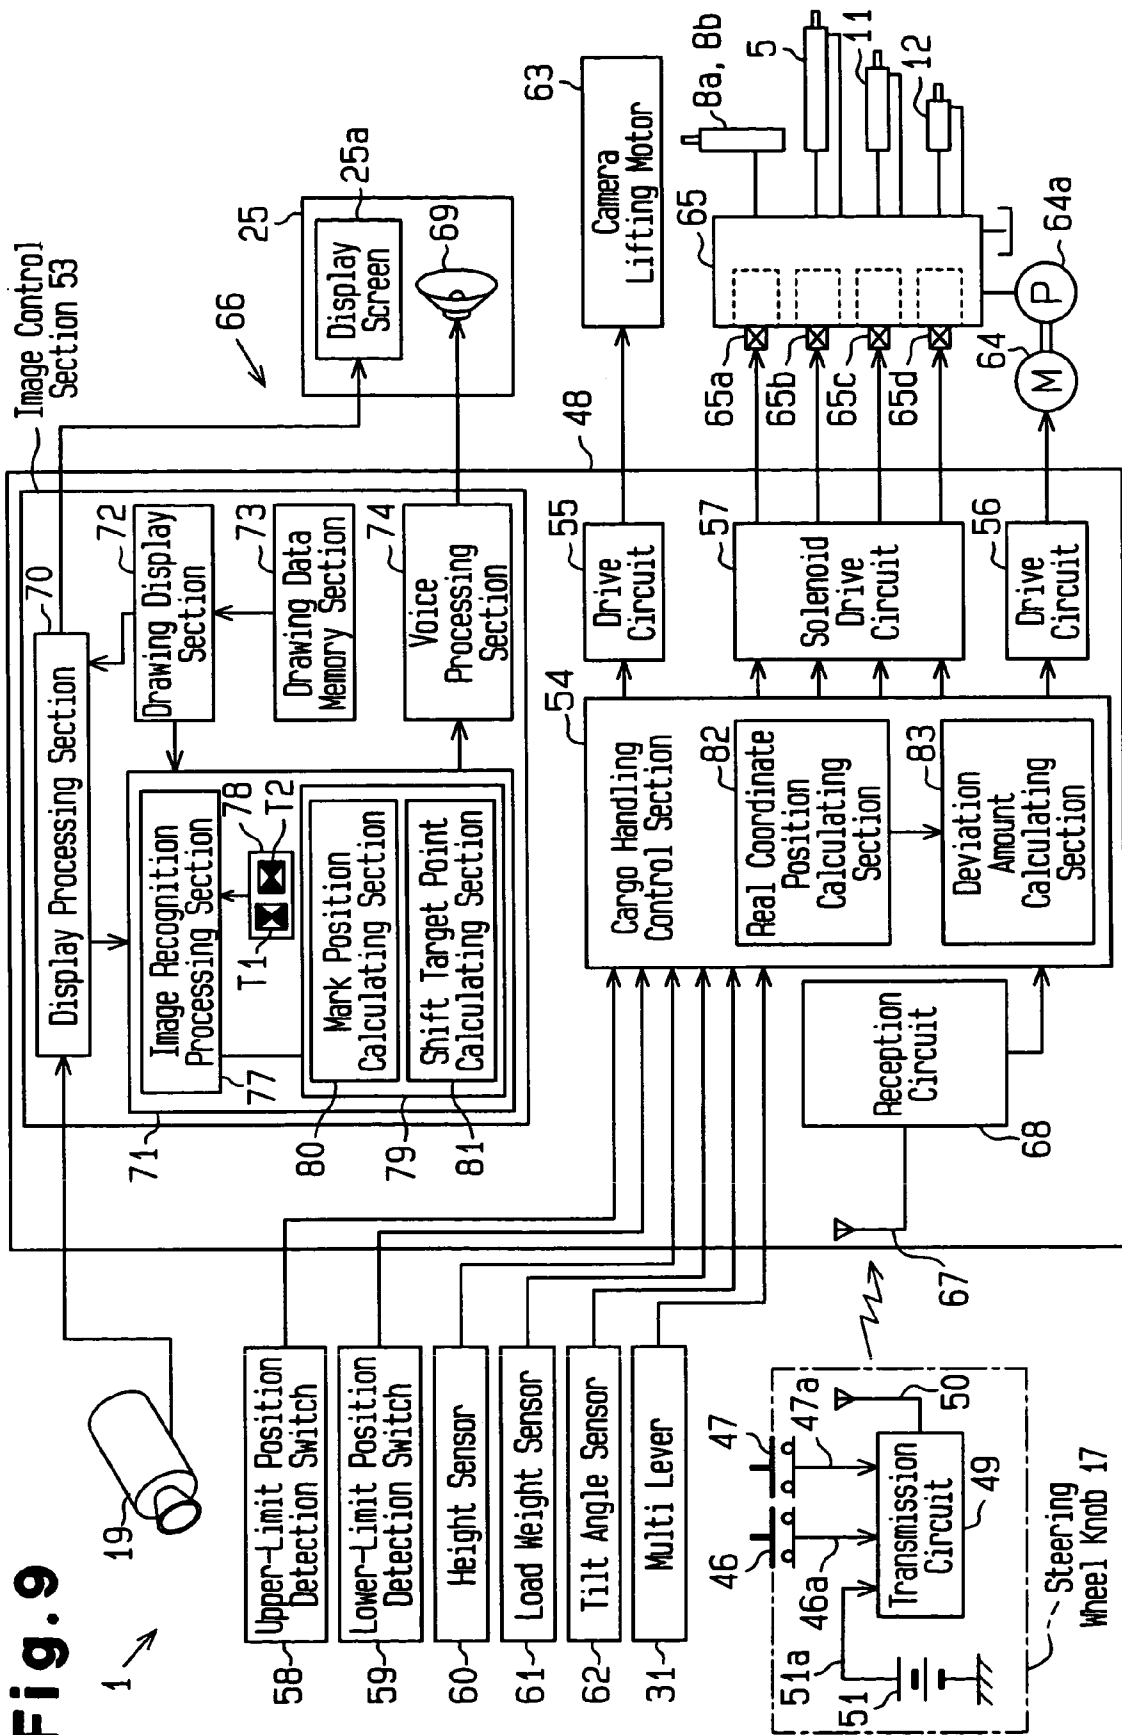 Fig.9
1
19
Upper-Limit Position
Detection Switch
58
Lower-Limit Position
Detection Switch
59
Height Sensor
60
Load Weight Sensor
61
Tilt Angle Sensor
62
Multi Lever
31
46
47
46a
47a
51a
51
Transmission
Circuit
49
50
Steering
Wheel Knob 17
Image Control
Section 53
70
Display Processing Section
71
Image Recognition
Processing Section
77
T1
78
T2
Mark Position
Calculating Section
80
79
Shift Target Point
Calculating Section
81
72
Drawing Display
Section
73
Drawing Data
Memory Section
74
Voice
Processing
Section
54
Cargo Handling
Control Section
82
Real Coordinate
Position
Calculating
Section
83
Deviation
Amount
Calculating
Section
Reception
Circuit
68
67
55
Drive
Circuit
57
Solenoid
Drive
Circuit
56
Drive
Circuit
48
66
25
25a
Display
Screen
69
63
Camera
Lifting Motor
65
65a
65b
65c
65d
8a, 8b
5
11
12
64
M
P
64a